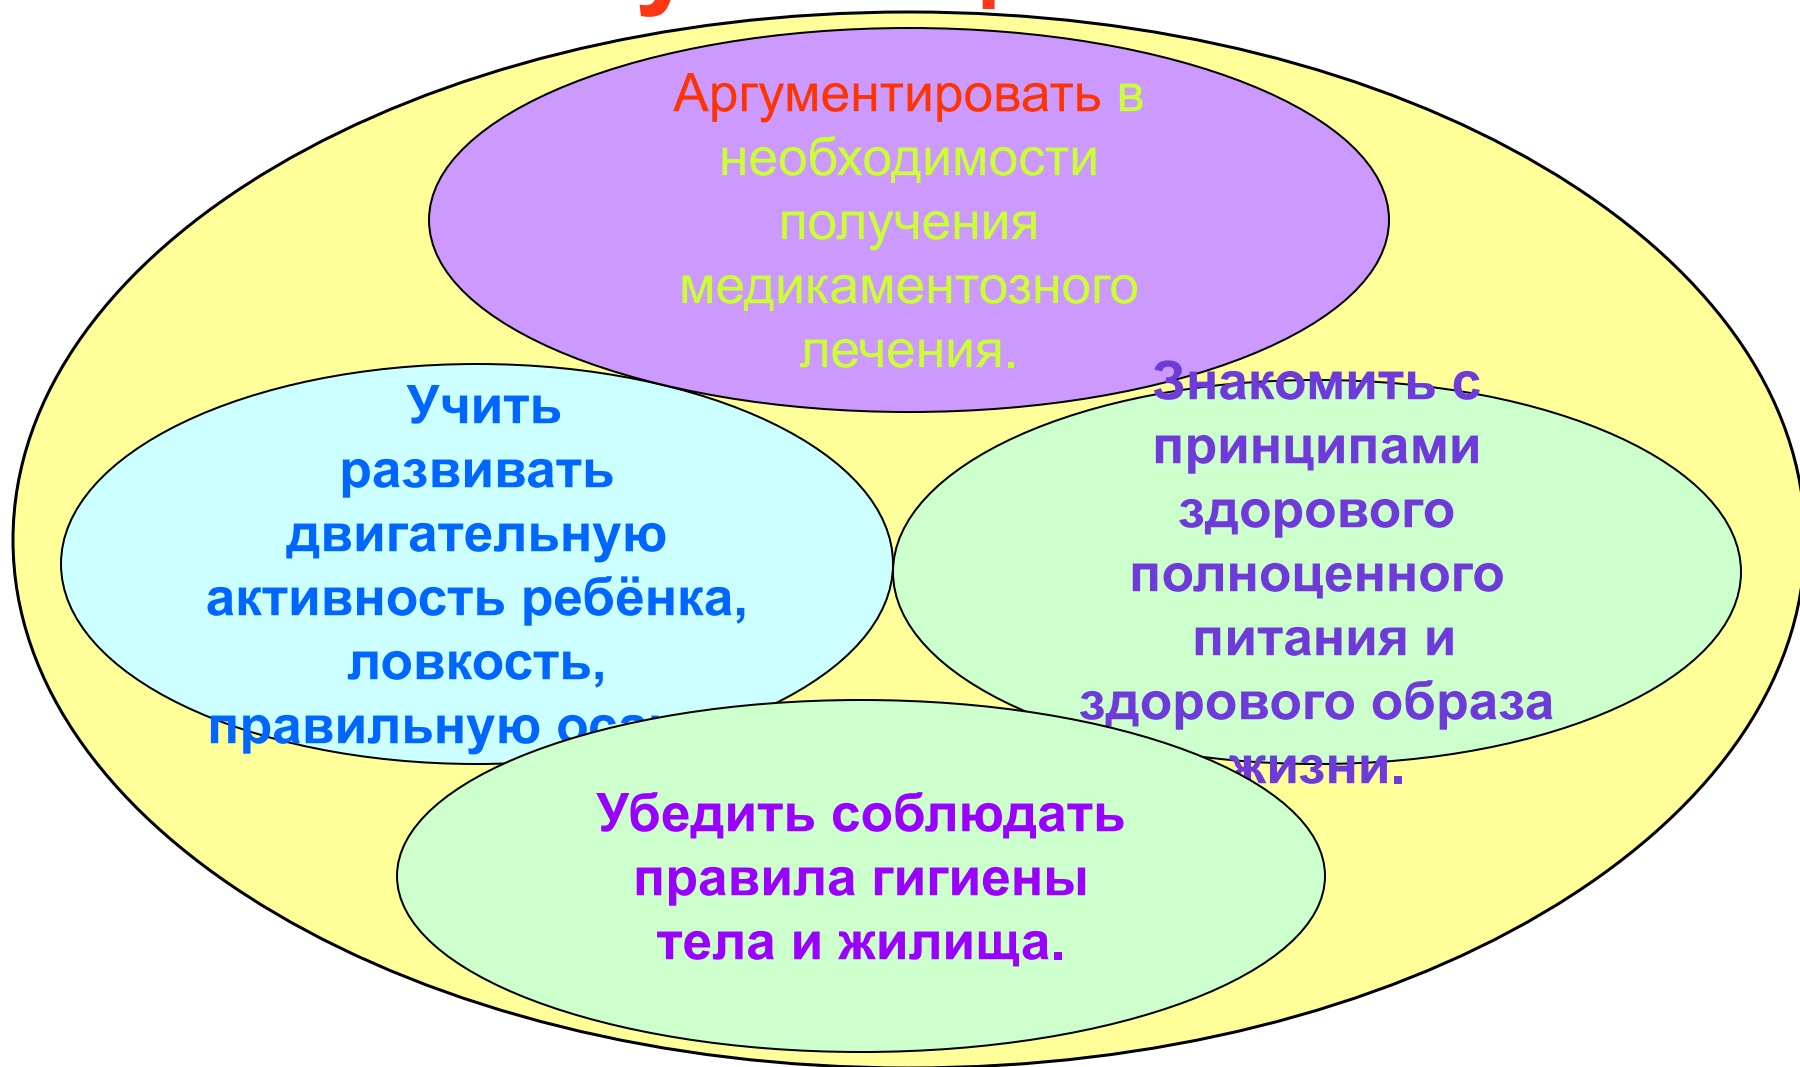 Аргументировать в
необходимости
получения
медикаментозного
лечения.
Учить
развивать
двигательную
активность ребёнка,
ловкость,
правильную
Знакомить с
принципами
здорового
полноценного
питания и
здорового образа
жизни.
Убедить соблюдать
правила гигиены
тела и жилища.